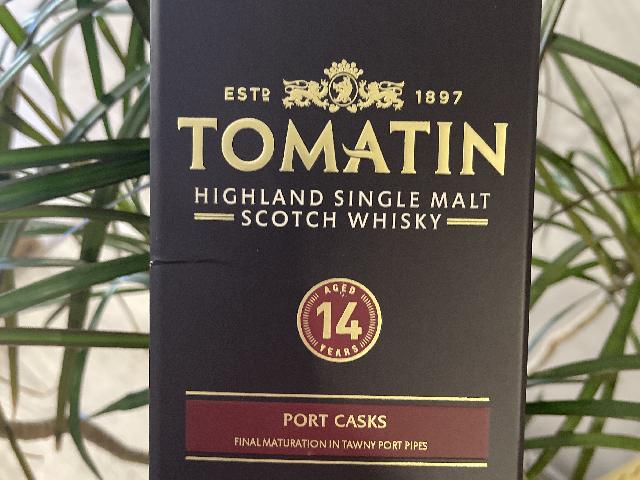 ESTD 1897
TOMATIN
HIGHLAND SINGLE MALT
SCOTCH WHISKY
AGED
14
YEARS
PORT CASKS
FINAL MATURATION IN TAWNY PORT PIPES